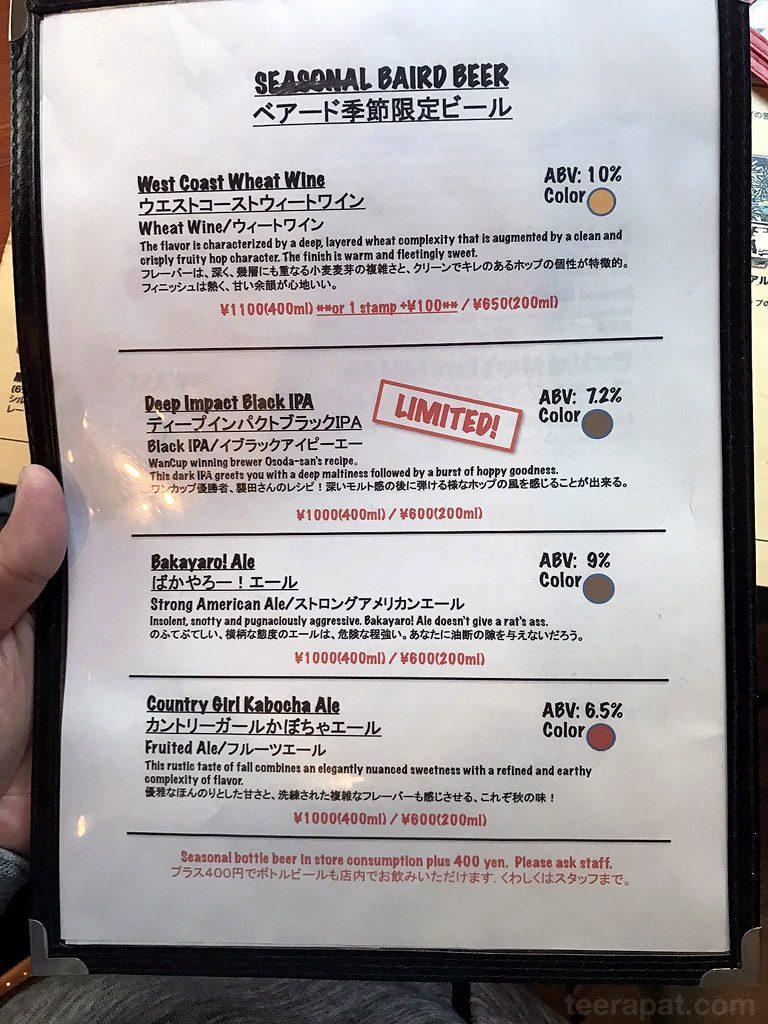 SEASONAL BAIRD BEER
ベアード季節限定ビール
West Coast Wheat Wine
ABV: 10%
ウエストコーストウィートワイン
Color
Wheat Wine/ウィートワイン
The flavor is characterized by a deep, layered wheat complexity that is augmented by a clean and
crisply fruity hop character. The finish is warm and fleetingly sweet.
フレーバーは、深く、幾層にも重なる小麦麦芽の複雑さと、クリーンでキレのあるホップの個性が特徴的。
フィニッシュは熱く、甘い余韻が心地いい。
¥1100(400ml) **or 1 stamp +¥100** / ¥650(200ml)
Deep Impact Black IPA
LIMITED!
ABV: 7.2%
ディープインパクトブラックIPA
Color
Black IPA/イブラックアイピーエー
WanCup winning brewer Osoda-san's recipe。
This dark IPA greets you with a deep maltiness followed by a burst of hoppy goodness.
ワンカップ優勝者、襲田さんのレシピ！深いモルト感の後に弾ける様なホップの風を感じることが出来る。
¥1000(400ml) / ¥600(200ml)
Bakayaro! Ale
ABV: 9%
ばかやろー！エール
Color
Strong American Ale/ストロングアメリカンエール
Insolent, snotty and pugnaciously aggressive. Bakayaro! Ale doesn't give a rat's ass.
のふてぶてしい、横柄な態度のエールは、危険な程強い。あなたに油断の隙を与えないだろう。
¥1000(400ml) / ¥600(200ml)
Country Girl Kabocha Ale
ABV: 6.5%
カントリーガールかぼちゃエール
Color
Fruited Ale/フルーツエール
This rustic taste of fall combines an elegantly nuanced sweetness with a refined and earthy
complexity of flavor.
優雅なほんのりとした甘さと、洗練された複雑なフレーバーも感じさせる、これぞ秋の味！
¥1000(400ml) / ¥600(200ml)
Seasonal bottle beer in store consumption plus 400 yen. Please ask staff.
プラス400円でボトルビールも店内でお飲みいただけます. くわしくはスタッフまで。
teerapat.com